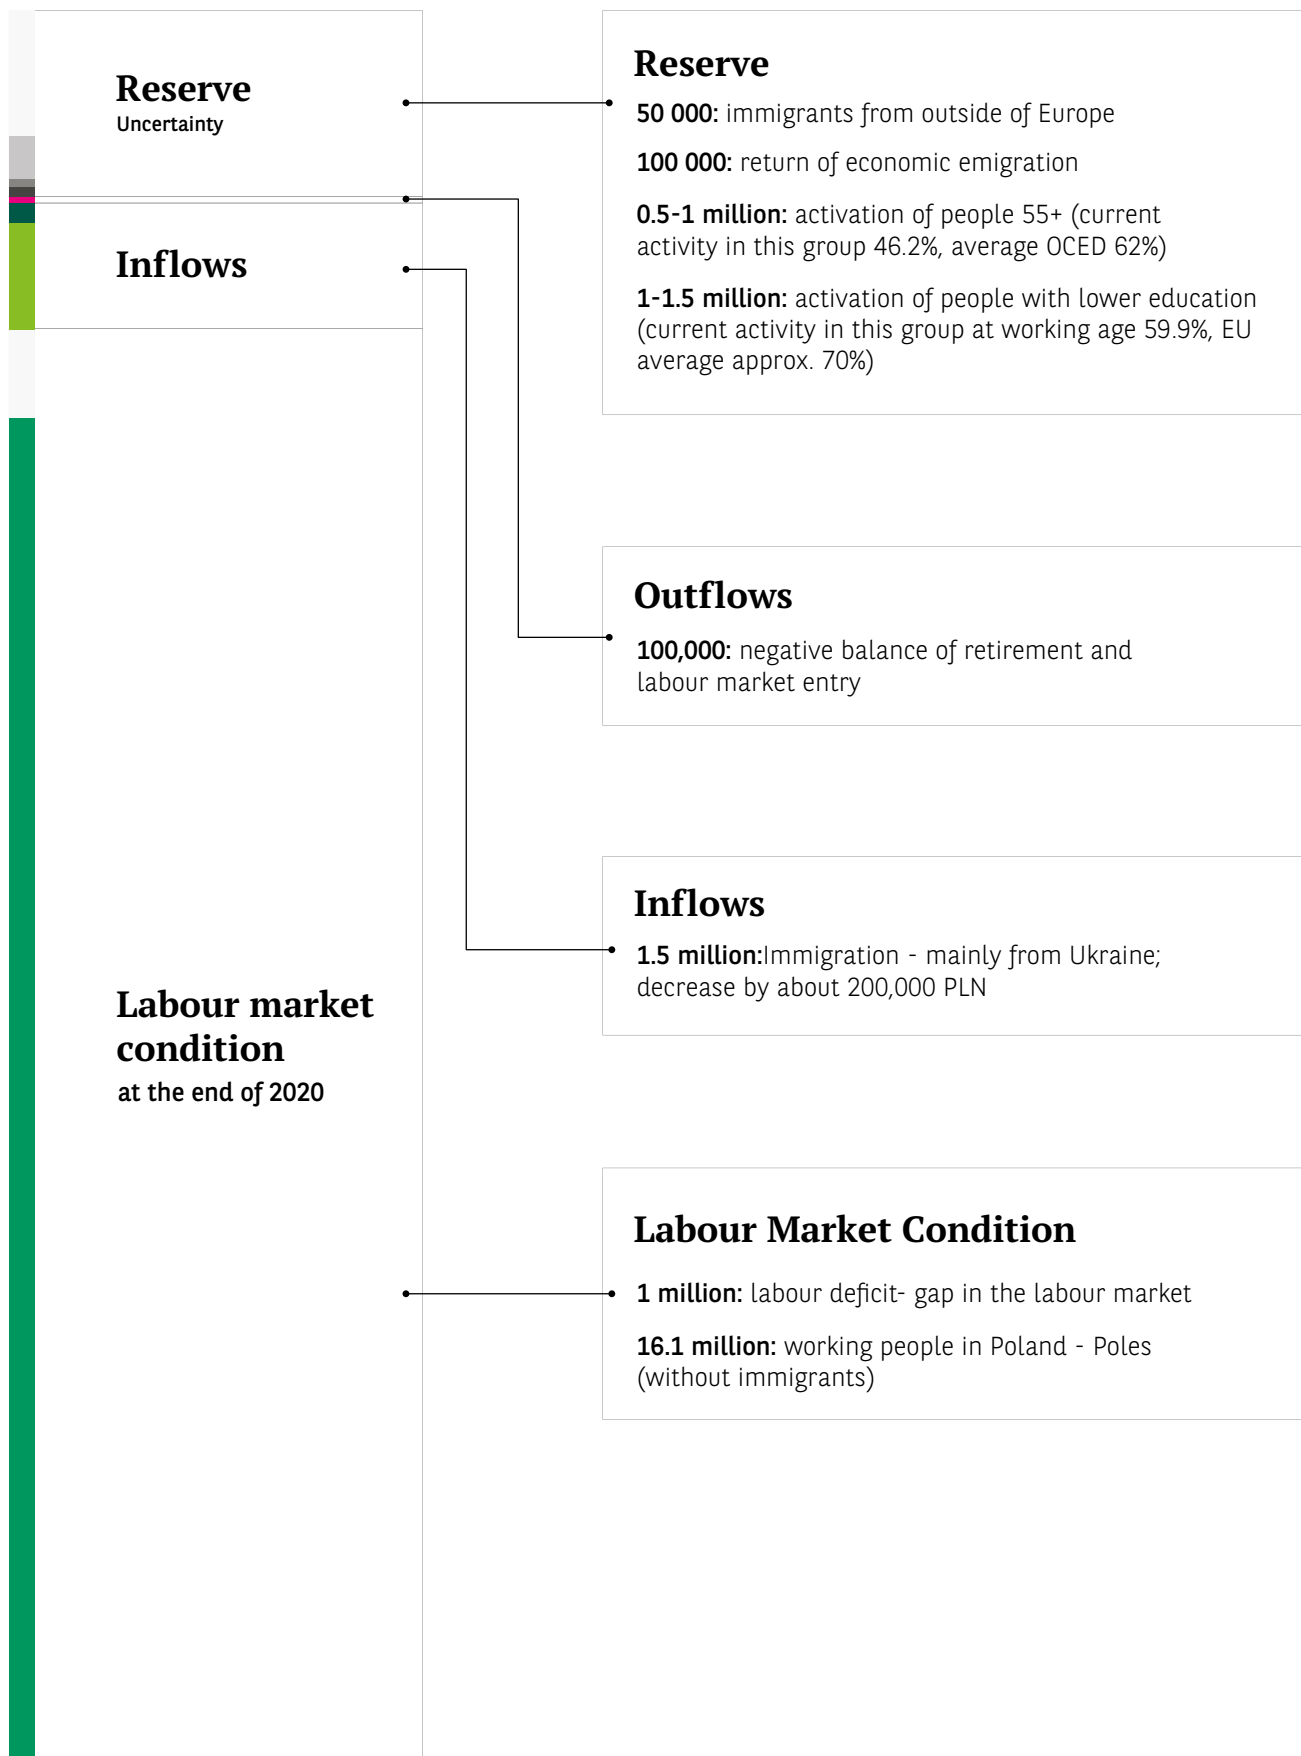 Reserve
Uncertainty
Inflows
Labour market
condition
at the end of 2020
Reserve
50 000: immigrants from outside of Europe
100 000: return of economic emigration
0.5-1 million: activation of people 55+ (current
activity in this group 46.2%, average OCED 62%)
1-1.5 million: activation of people with lower education
(current activity in this group at working age 59.9%, EU
average approx. 70%)
Outflows
100,000: negative balance of retirement and
labour market entry
Inflows
1.5 million:Immigration - mainly from Ukraine;
decrease by about 200,000 PLN
Labour Market Condition
1 million: labour deficit- gap in the labour market
16.1 million: working people in Poland - Poles
(without immigrants)